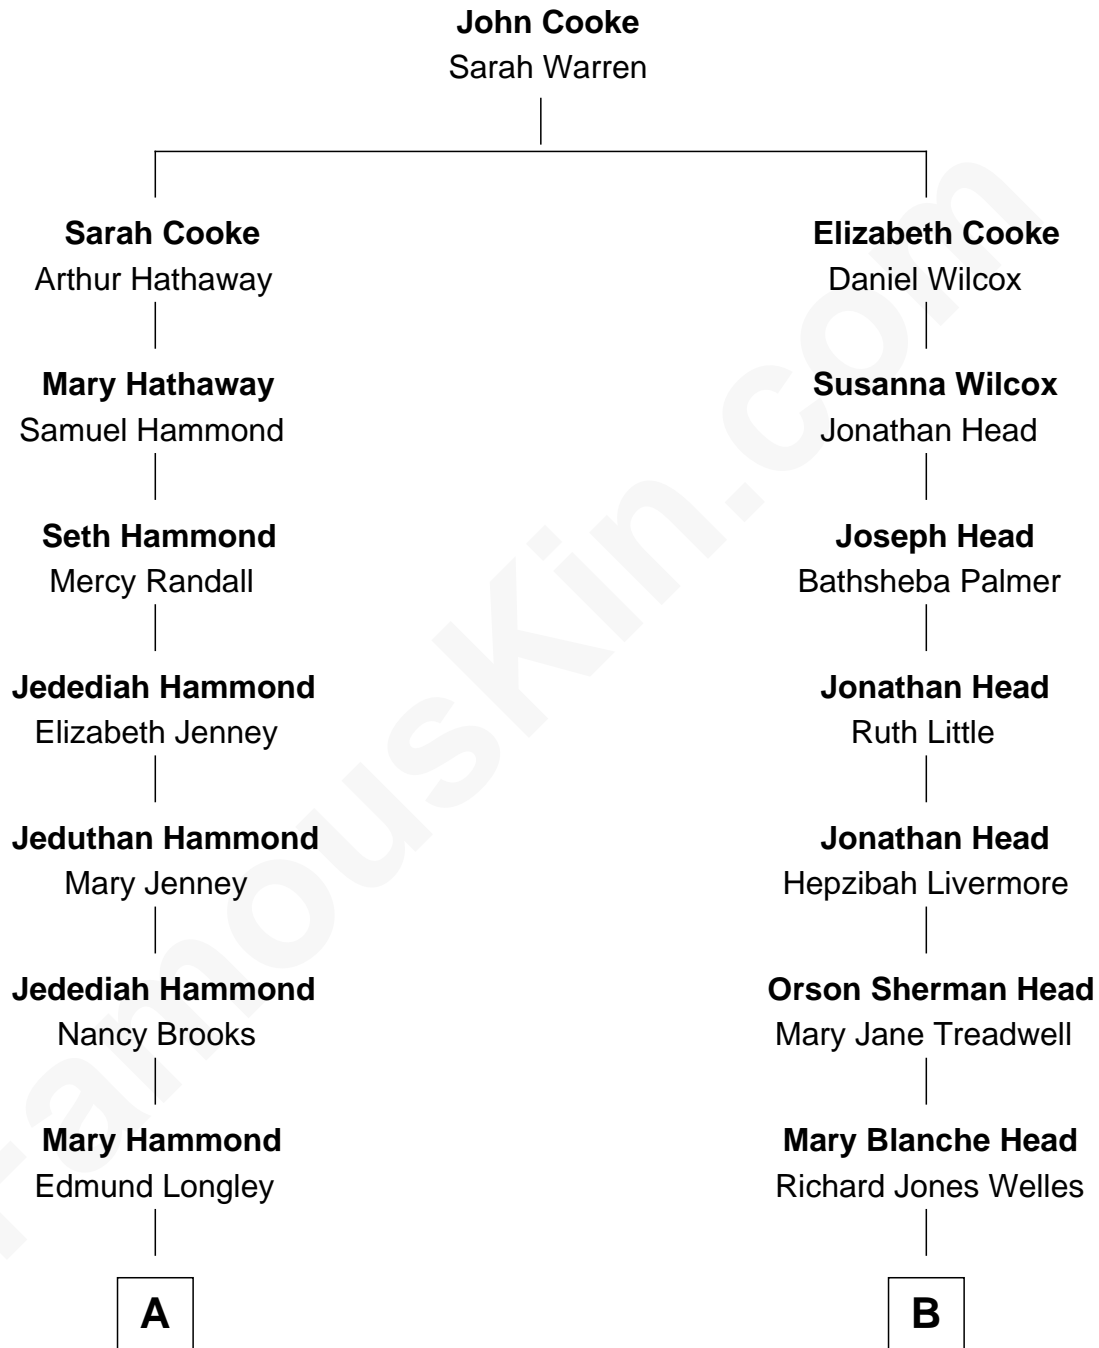 John Cooke
Sarah Warren
Sarah Cooke
Arthur Hathaway
Elizabeth Cooke
Daniel Wilcox
Mary Hathaway
Samuel Hammond
Susanna Wilcox
Jonathan Head
Seth Hammond
Mercy Randall
Joseph Head
Bathsheba Palmer
Jedediah Hammond
Elizabeth Jenney
Jonathan Head
Ruth Little
Jeduthan Hammond
Mary Jenney
Jonathan Head
Hepzibah Livermore
Jedediah Hammond
Nancy Brooks
Orson Sherman Head
Mary Jane Treadwell
Mary Hammond
Edmund Longley
Mary Blanche Head
Richard Jones Welles
A
B
FamousKin.com